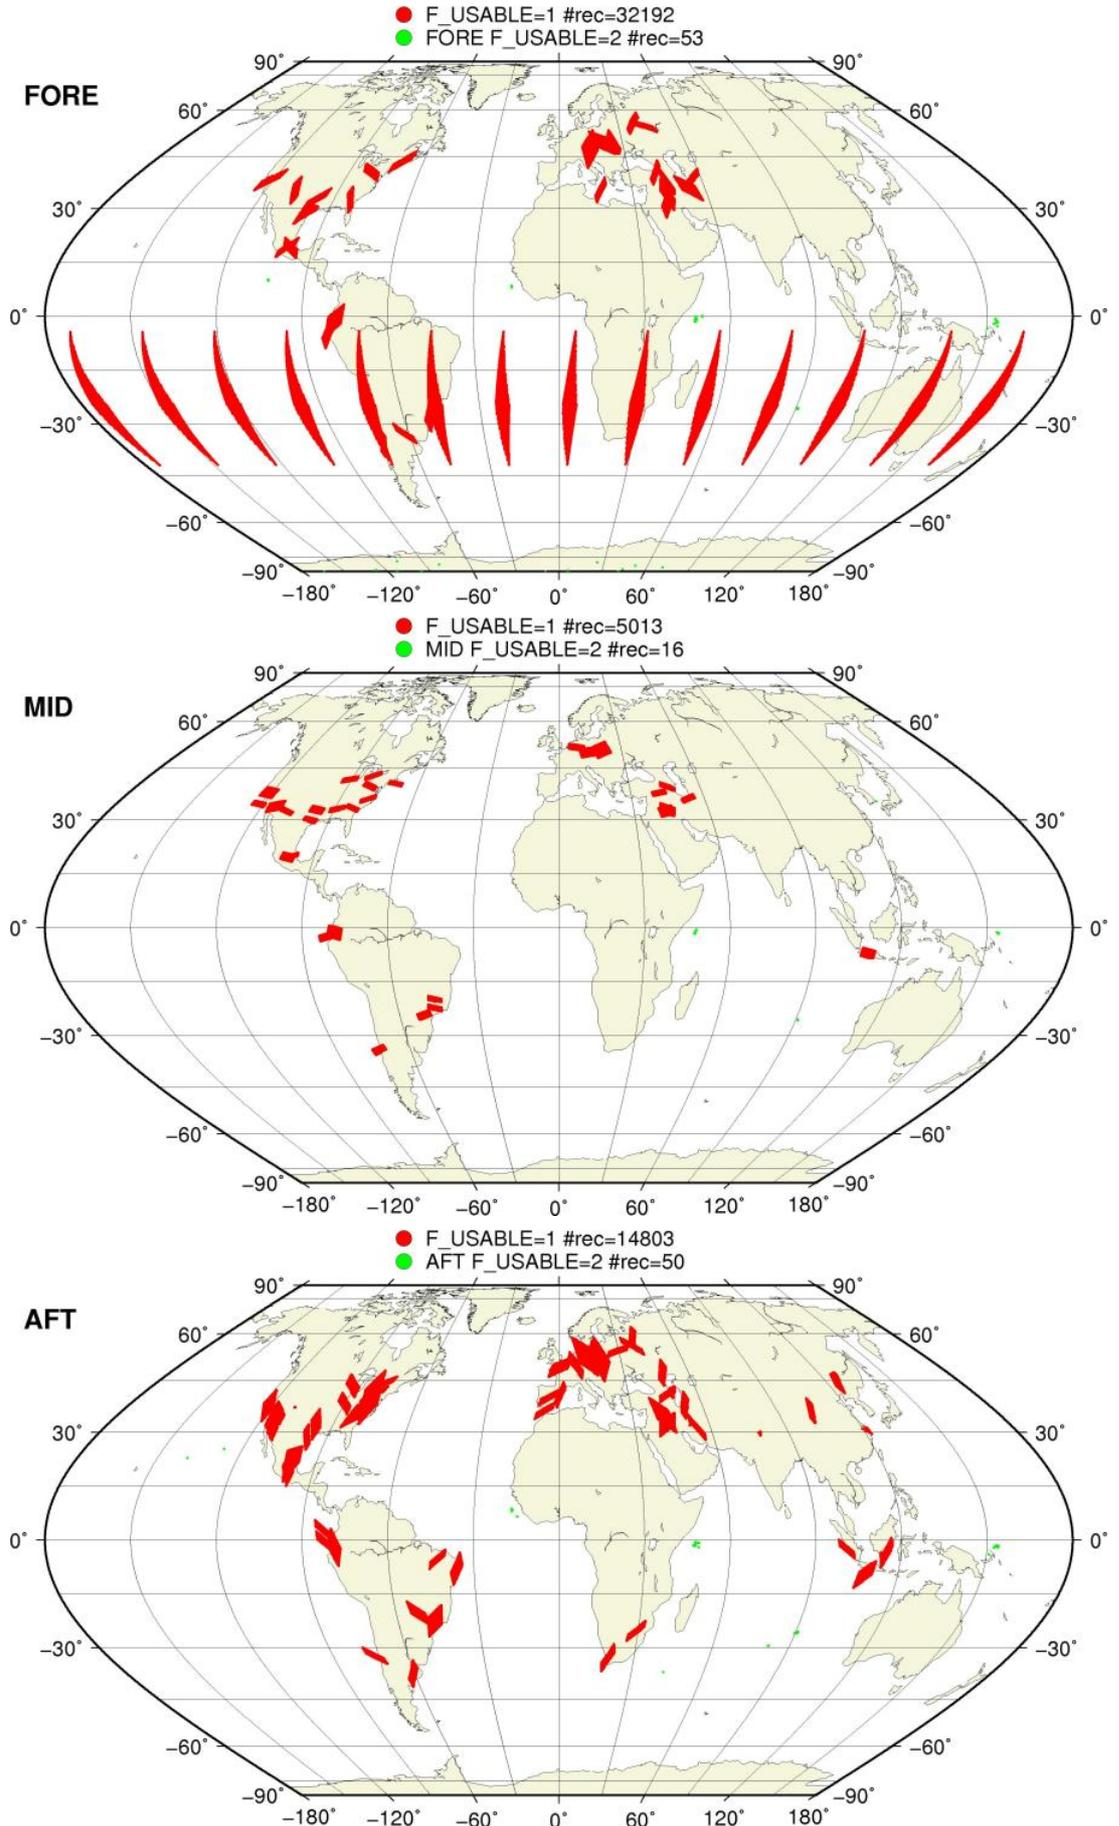 F_USABLE=1 #rec=32192
FORE F_USABLE=2 #rec=53
FORE
90˚ 90˚
60˚ 60˚
30˚ 30˚
0˚ 0˚
−30˚ −30˚
−60˚ −60˚
−90˚ −90˚
−180˚ −120˚ −60˚ 0˚ 60˚ 120˚ 180˚
F_USABLE=1 #rec=5013
MID F_USABLE=2 #rec=16
MID
90˚ 90˚
60˚ 60˚
30˚ 30˚
0˚ 0˚
−30˚ −30˚
−60˚ −60˚
−90˚ −90˚
−180˚ −120˚ −60˚ 0˚ 60˚ 120˚ 180˚
F_USABLE=1 #rec=14803
AFT F_USABLE=2 #rec=50
AFT
90˚ 90˚
60˚ 60˚
30˚ 30˚
0˚ 0˚
−30˚ −30˚
−60˚ −60˚
−90˚ −90˚
−180˚ −120˚ −60˚ 0˚ 60˚ 120˚ 180˚